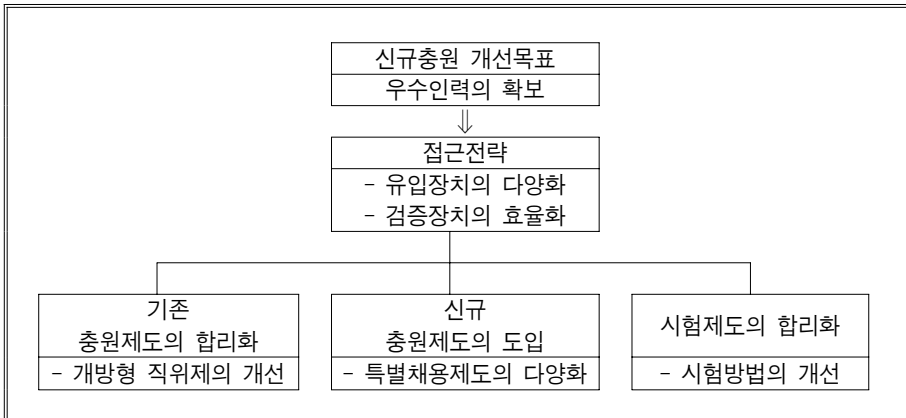 신규충원 개선목표
우수인력의 확보
⇓
접근전략
- 유입장치의 다양화
- 검증장치의 효율화
기존
충원제도의 합리화
- 개방형 직위제의 개선
신규
충원제도의 도입
- 특별채용제도의 다양화
시험제도의 합리화
- 시험방법의 개선